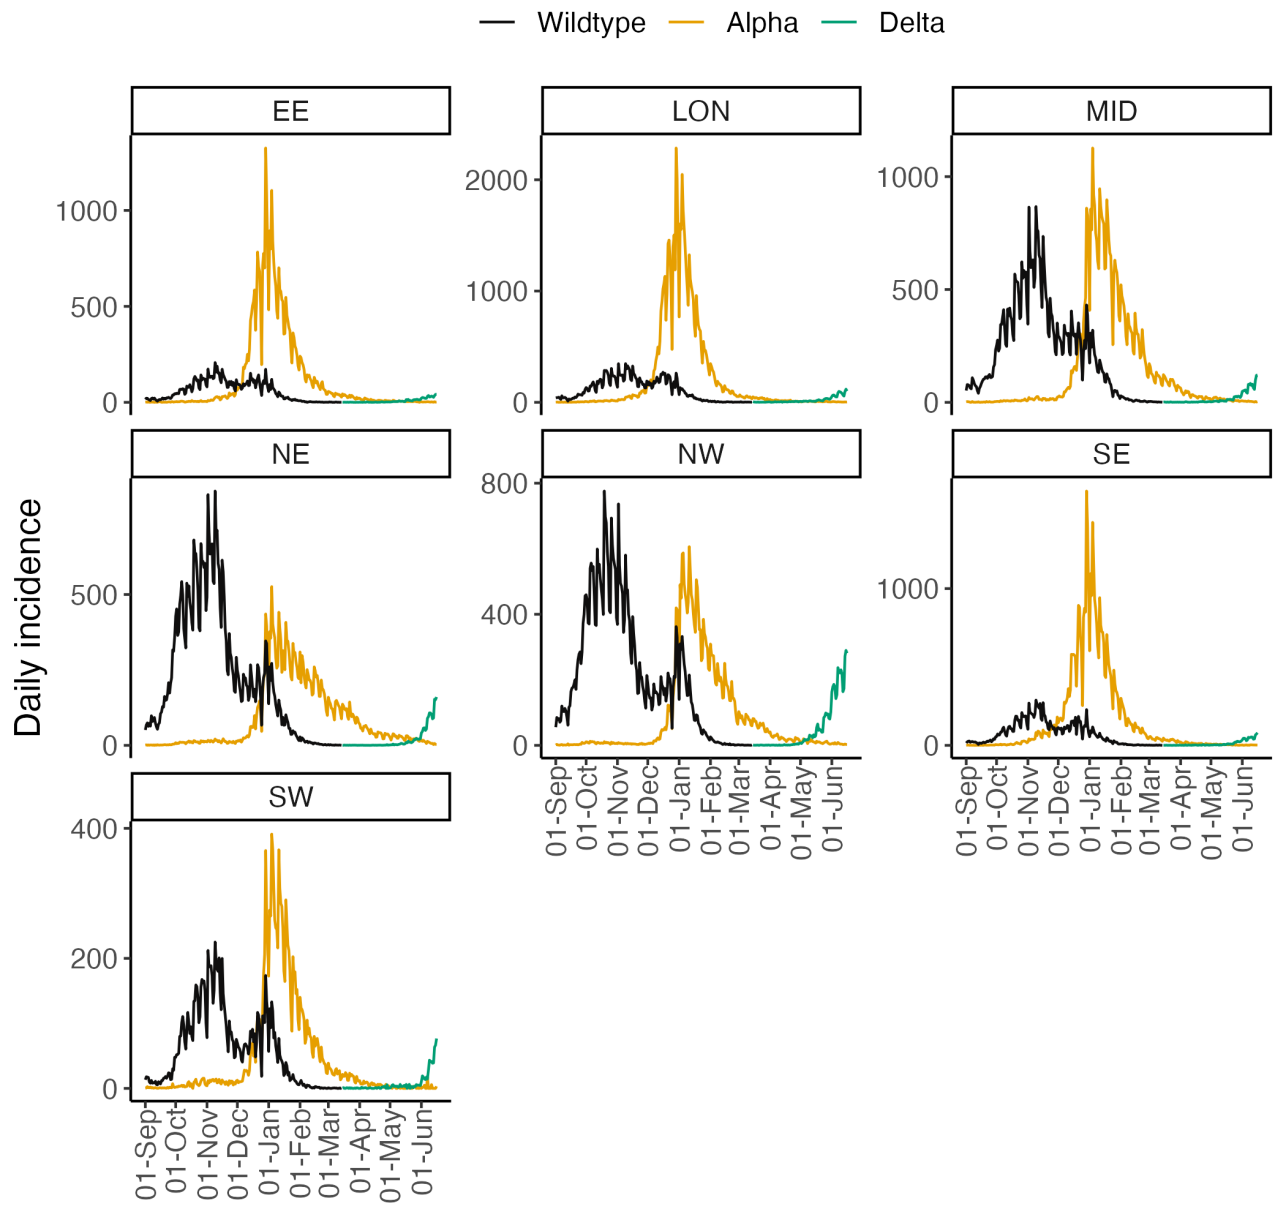 Wildtype Alpha Delta
EE LON MID
1000
500
0
2000
1000
0
1000
500
0
NE NW SE
500
0
800
400
0
1000
0
01-Sep 01-Oct 01-Nov 01-Dec 01-Jan 01-Feb 01-Mar 01-Apr 01-May 01-Jun
01-Sep 01-Oct 01-Nov 01-Dec 01-Jan 01-Feb 01-Mar 01-Apr 01-May 01-Jun
SW
400
200
0
01-Sep 01-Oct 01-Nov 01-Dec 01-Jan 01-Feb 01-Mar 01-Apr 01-May 01-Jun
Daily incidence